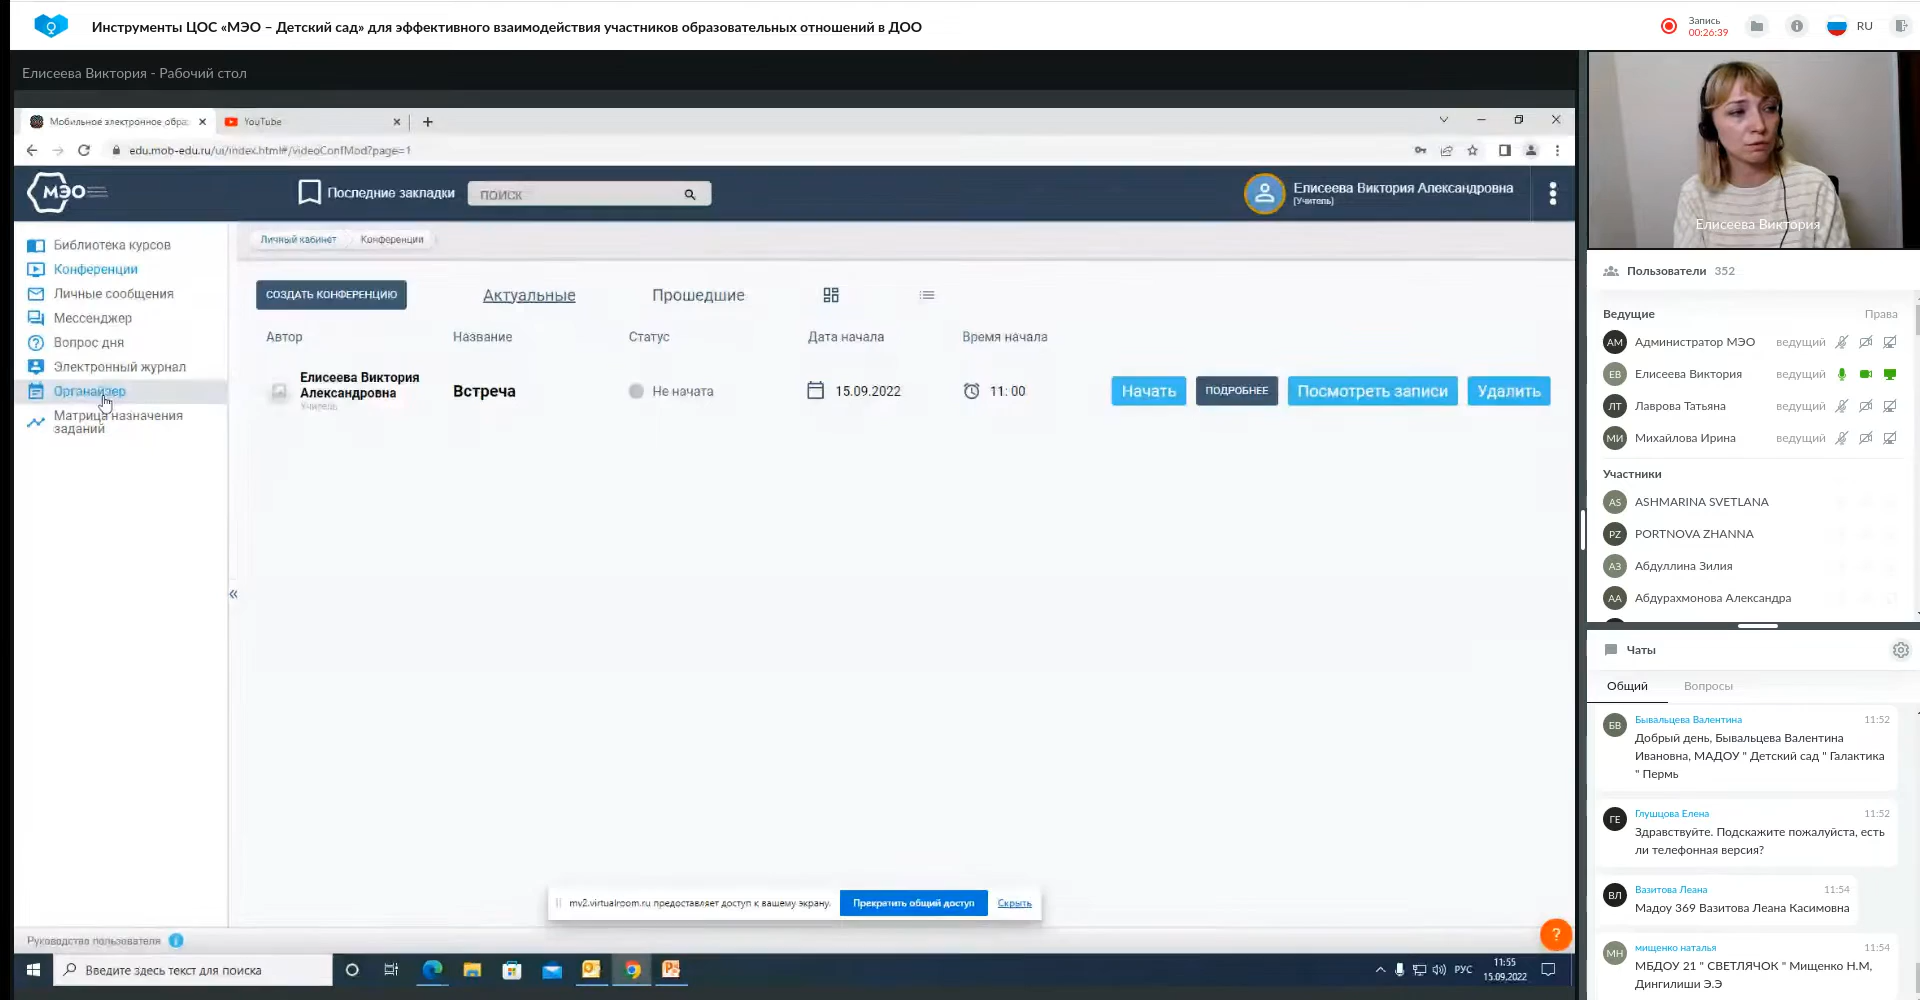 Инструменты ЦОС «МЭО – Детский сад» для эффективного взаимодействия участников образовательных отношений в ДОО
Запись
00:26:39
RU
Елисеева Виктория - Рабочий стол
Мобильное электронное обра
YouTube
edu.mob-edu.ru/ui/index.html#/videoConfMod?page=1
МЭО
Последние закладки
поиск
Елисеева Виктория Александровна
(Учитель)
Библиотека курсов
Конференции
Личные сообщения
Мессенджер
Вопрос дня
Электронный журнал
Органайзер
Матрица назначения
заданий
Личный кабинет
Конференции
СОЗДАТЬ КОНФЕРЕНЦИЮ
Актуальные
Прошедшие
Автор
Название
Статус
Дата начала
Время начала
Елисеева Виктория
Александровна
Учитель
Встреча
Не начата
15.09.2022
11: 00
Начать
ПОДРОБНЕЕ
Посмотреть записи
Удалить
«
mv2.virtualroom.ru предоставляет доступ к вашему экрану.
Прекратить общий доступ
Скрыть
Руководство пользователя
?
Введите здесь текст для поиска
РУС
11:55
15.09.2022
Елисеева Виктория
Пользователи 352
Ведущие
Права
АМ Администратор МЭО ведущий
ЕВ Елисеева Виктория ведущий
ЛТ Лаврова Татьяна ведущий
МИ Михайлова Ирина ведущий
Участники
AS ASHMARINA SVETLANA
PZ PORTNOVA ZHANNA
АЗ Абдуллина Зилия
АА Абдурахмонова Александра
Чаты
Общий
Вопросы
БВ Бывальцева Валентина 11:52
Добрый день, Бывальцева Валентина
Ивановна, МАДОУ " Детский сад " Галактика
" Пермь
ГЕ Глушцова Елена 11:52
Здравствуйте. Подскажите пожалуйста, есть
ли телефонная версия?
ВЛ Вазитова Леана 11:54
Мадоу 369 Вазитова Леана Касимовна
МН мищенко наталья 11:54
МБДОУ 21 " СВЕТЛЯЧОК " Мищенко Н.М,
Дингилиши Э.Э